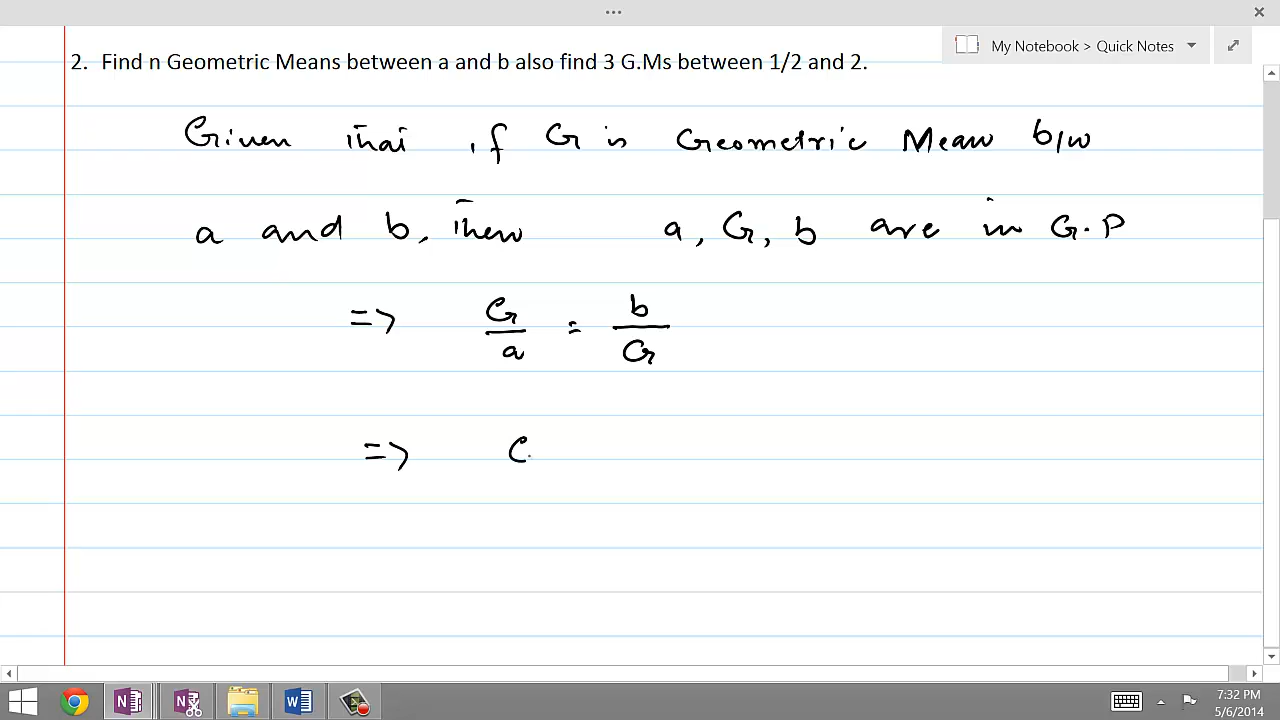 My Notebook > Quick Notes
2. Find n Geometric Means between a and b also find 3 G.Ms between 1/2 and 2.
Given that if G is Geometric Mean b/w
a and b, then a, G, b are in G.P
=> G/a = b/G
=> G
7:32 PM
5/6/2014